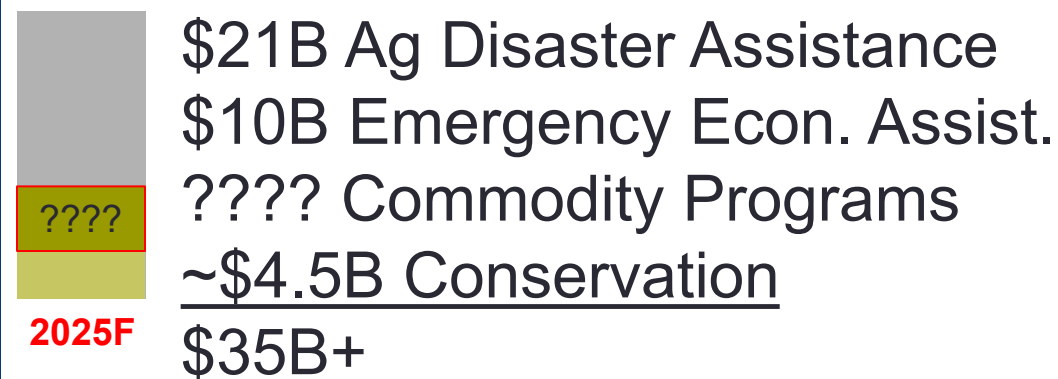 $21B Ag Disaster Assistance
$10B Emergency Econ. Assist.
???? 
???? Commodity Programs
~$4.5B Conservation
2025F
$35B+